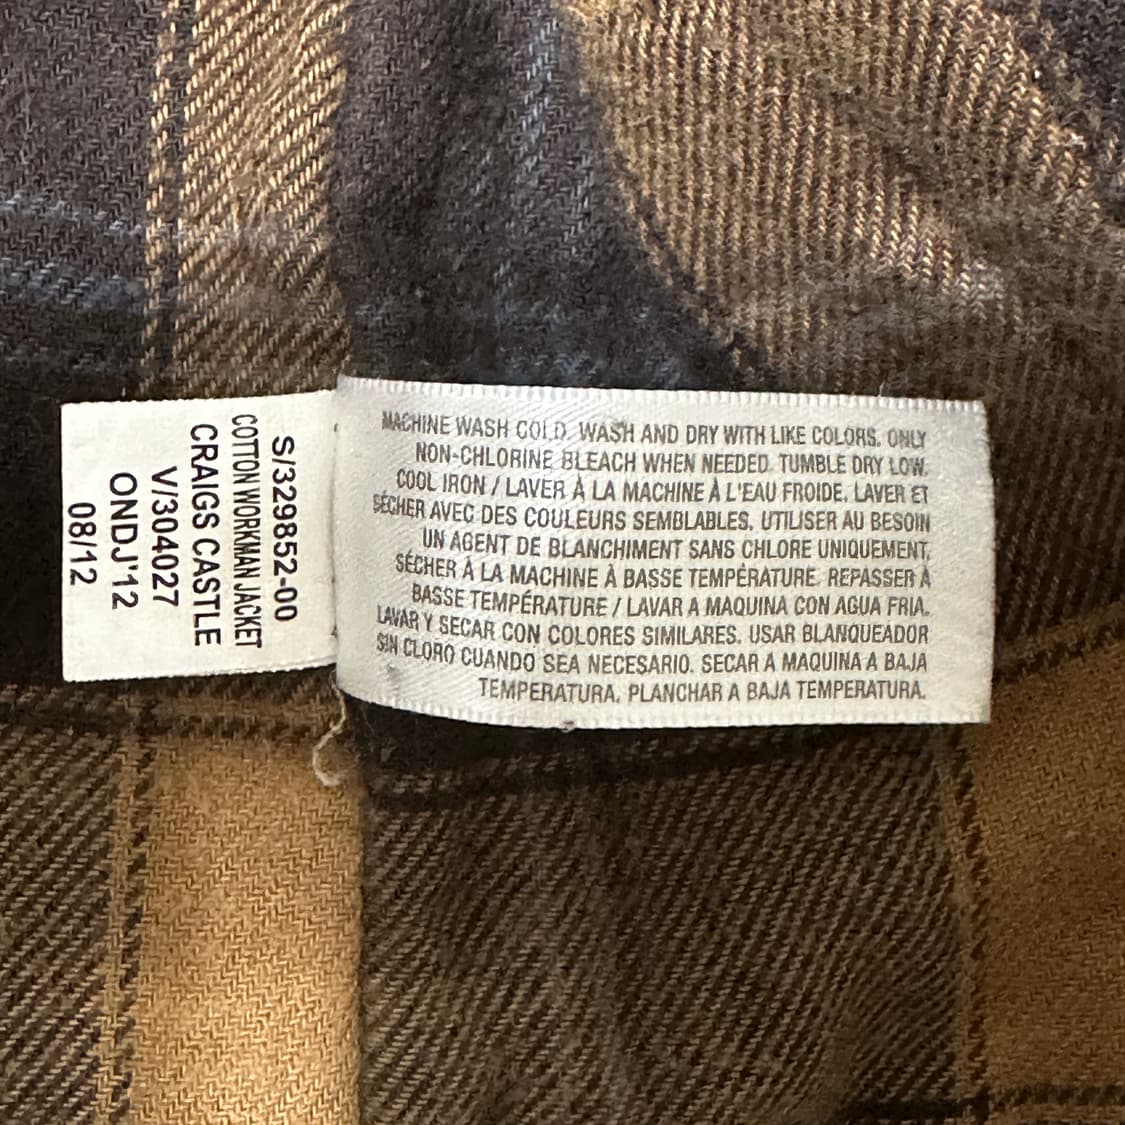 S/329852-00
COTTON WORKMAN JACKET
CRAIGS CASTLE
V/304027
ONDJ'12
08/12
MACHINE WASH COLD. WASH AND DRY WITH LIKE COLORS. ONLY
NON-CHLORINE BLEACH WHEN NEEDED. TUMBLE DRY LOW.
COOL IRON / LAVER À LA MACHINE À L'EAU FROIDE. LAVER ET
SÉCHER AVEC DES COULEURS SEMBLABLES. UTILISER AU BESOIN
UN AGENT DE BLANCHIMENT SANS CHLORE UNIQUEMENT,
SÉCHER À LA MACHINE À BASSE TEMPÉRATURE. REPASSER À
BASSE TEMPÉRATURE / LAVAR A MAQUINA CON AGUA FRIA.
LAVAR Y SECAR CON COLORES SIMILARES. USAR BLANQUEADOR
SIN CLORO CUANDO SEA NECESARIO. SECAR A MAQUINA A BAJA
TEMPERATURA. PLANCHAR A BAJA TEMPERATURA.